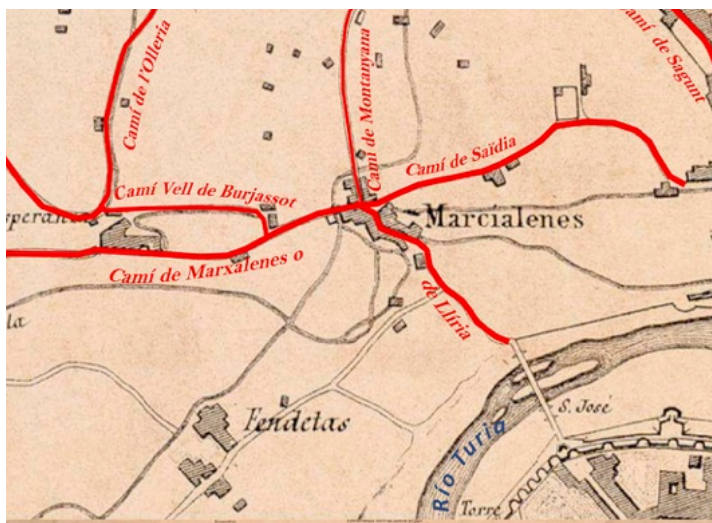 Camí de l'Olleria
Camí de Montanyana
Camí de Sagunt
Camí de Saïdia
Camí Vell de Burjassot
Marcialenes
Camí de Marxalenes o
de Llíria
Fendetas
S. José
Río Turia
Torre